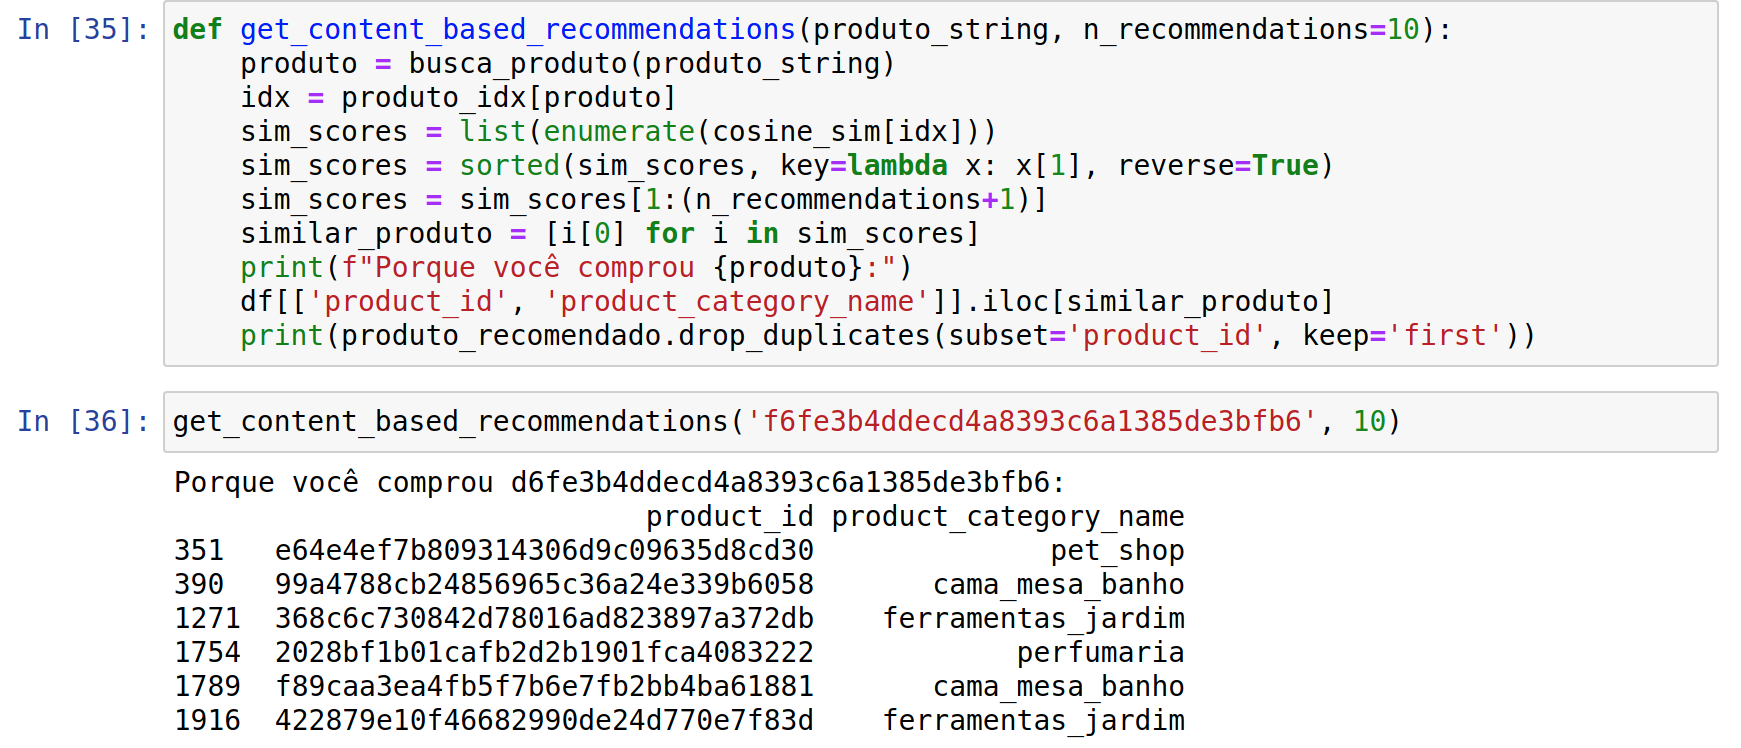 In [35]: def get_content_based_recommendations(produto_string, n_recommendations=10):
    produto = busca_produto(produto_string)
    idx = produto_idx[produto]
    sim_scores = list(enumerate(cosine_sim[idx]))
    sim_scores = sorted(sim_scores, key=lambda x: x[1], reverse=True)
    sim_scores = sim_scores[1:(n_recommendations+1)]
    similar_produto = [i[0] for i in sim_scores]
    print(f"Porque você comprou {produto}:")
    df[['product_id', 'product_category_name']].iloc[similar_produto]
    print(produto_recomendado.drop_duplicates(subset='product_id', keep='first'))
In [36]: get_content_based_recommendations('f6fe3b4ddecd4a8393c6a1385de3bfb6', 10)
Porque você comprou d6fe3b4ddecd4a8393c6a1385de3bfb6:
product_id product_category_name
351 e64e4ef7b809314306d9c09635d8cd30 pet_shop
390 99a4788cb24856965c36a24e339b6058 cama_mesa_banho
1271 368c6c730842d78016ad823897a372db ferramentas_jardim
1754 2028bf1b01cafb2d2b1901fca4083222 perfumaria
1789 f89caa3ea4fb5f7b6e7fb2bb4ba61881 cama_mesa_banho
1916 422879e10f46682990de24d770e7f83d ferramentas_jardim